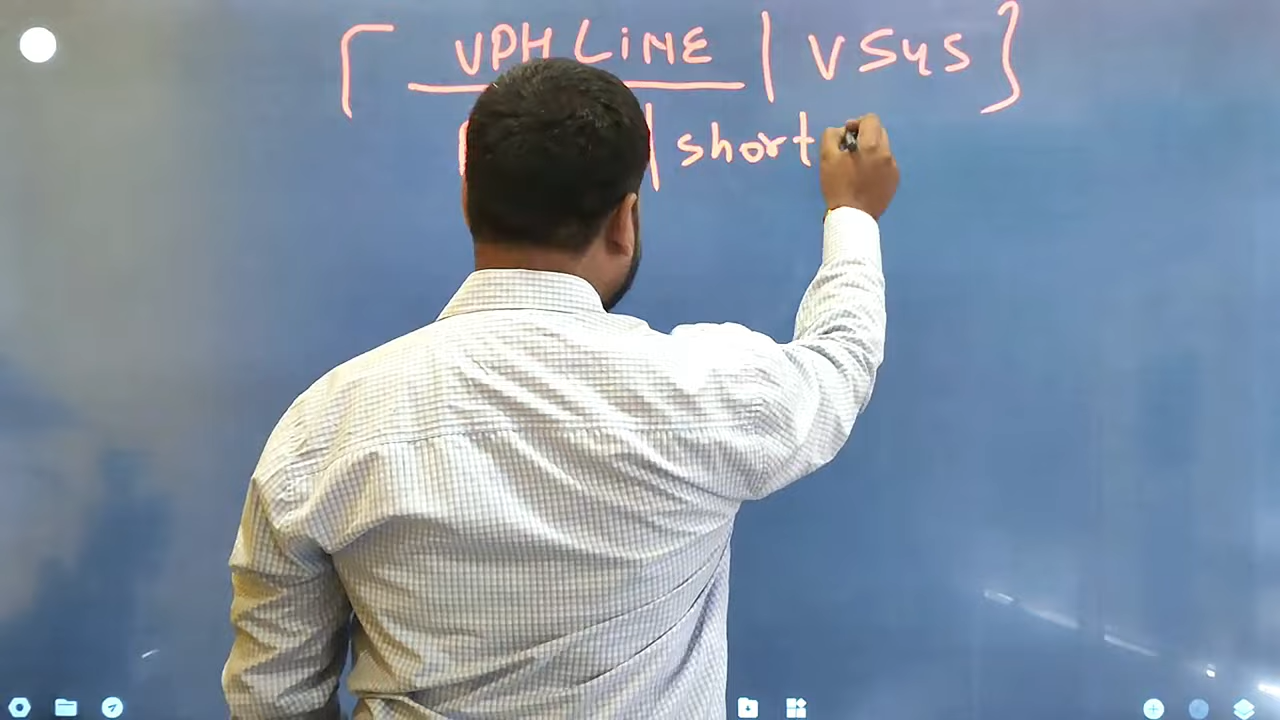 [ VPH LINE | VSYS ]
| short